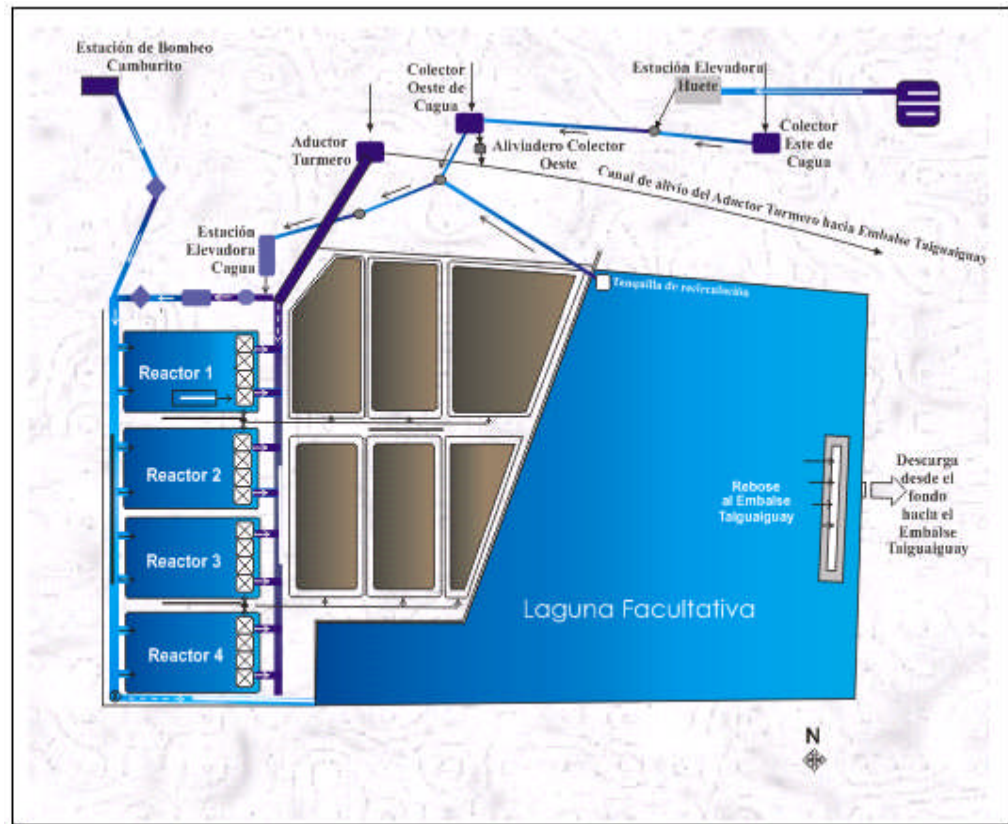 Estación de Bombeo
Camburito
Colector
Oeste de
Cagua
Estación Elevadora
Huete
Aductor
Turmero
Aliviadero Colector
Oeste
Colector
Este de
Cagua
Canal de alivio del Aductor Turmero hacia Embalse Taiguaiguay
Estación
Elevadora
Cagua
Tanquilla de recirculación
Reactor 1
Reactor 2
Reactor 3
Reactor 4
Rebose
al Embalse
Taiguaiguay
Descarga
desde el
fondo
hacia el
Embalse
Taiguaiguay
Laguna Facultativa
N